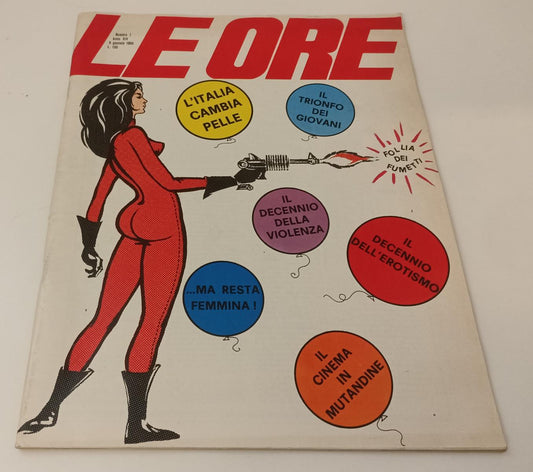 LE ORE
Numero 1
Anno XIV
L. 150
L'ITALIA
CAMBIA
PELLE
IL
TRIONFO
DEI
GIOVANI
FOLLIA
DEI
FUMETTI
IL
DECENNIO
DELLA
VIOLENZA
IL
DECENNIO
DELL'EROTISMO
...MA RESTA
FEMMINA!
IL
CINEMA
IN
MUTANDINE